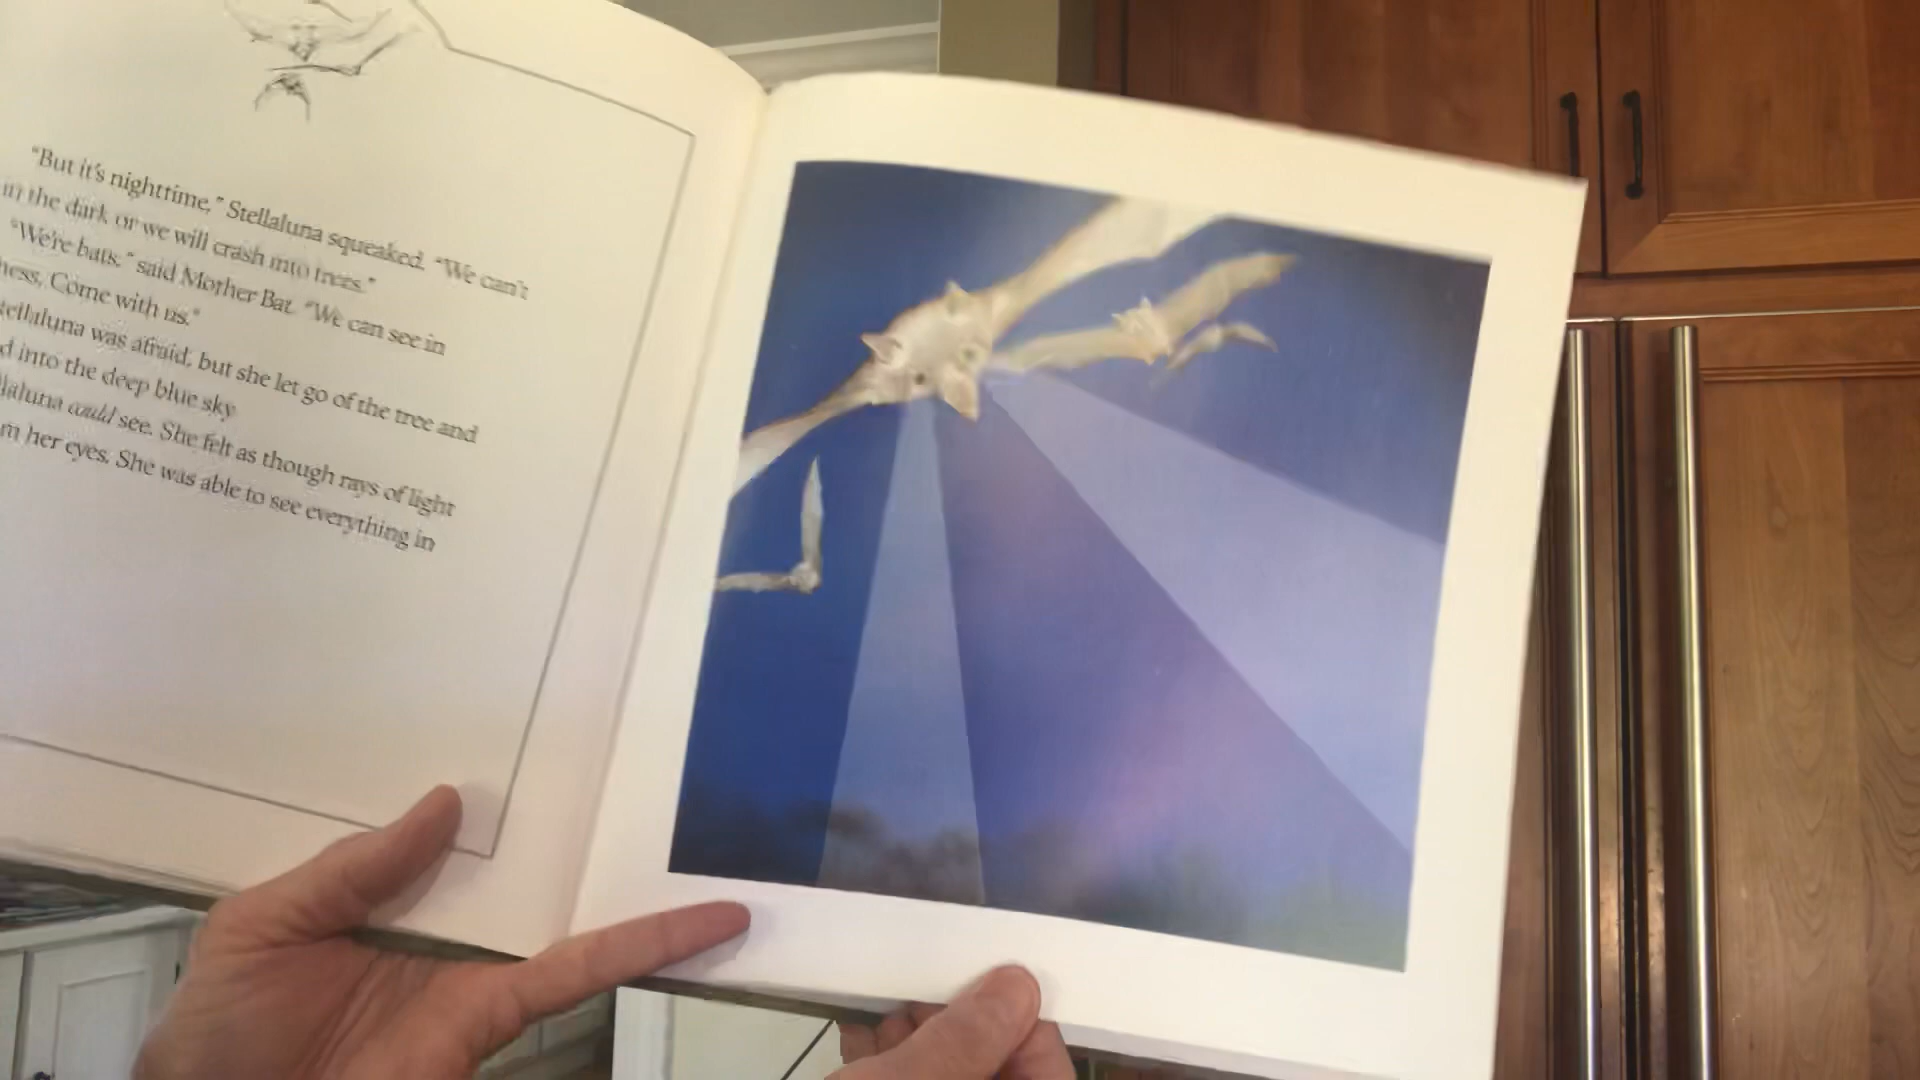 “But it’s nighttime,” Stellaluna squeaked. “We can’t
in the dark or we will crash into trees.”
“We’re bats,” said Mother Bat. “We can see in
Come with us.”
was afraid, but she let go of the tree and
into the deep blue sky
could see. She felt as though rays of light
her eyes. She was able to see everything in